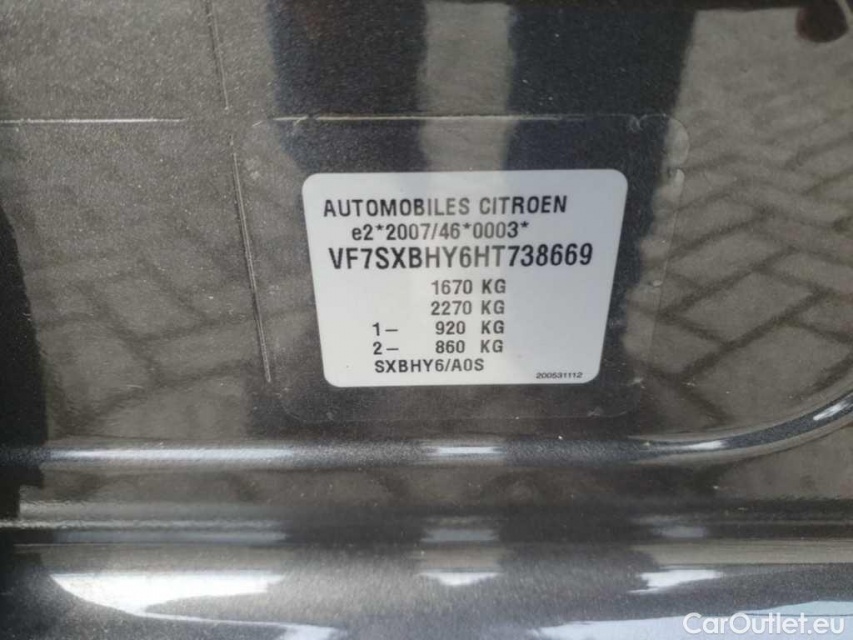 AUTOMOBILES CITROEN
e2*2007/46*0003*
VF7SXBHY6HT738669
1670 KG
2270 KG
1- 920 KG
2- 860 KG
SXBHY6/A0S
200531112
CarOutlet.eu